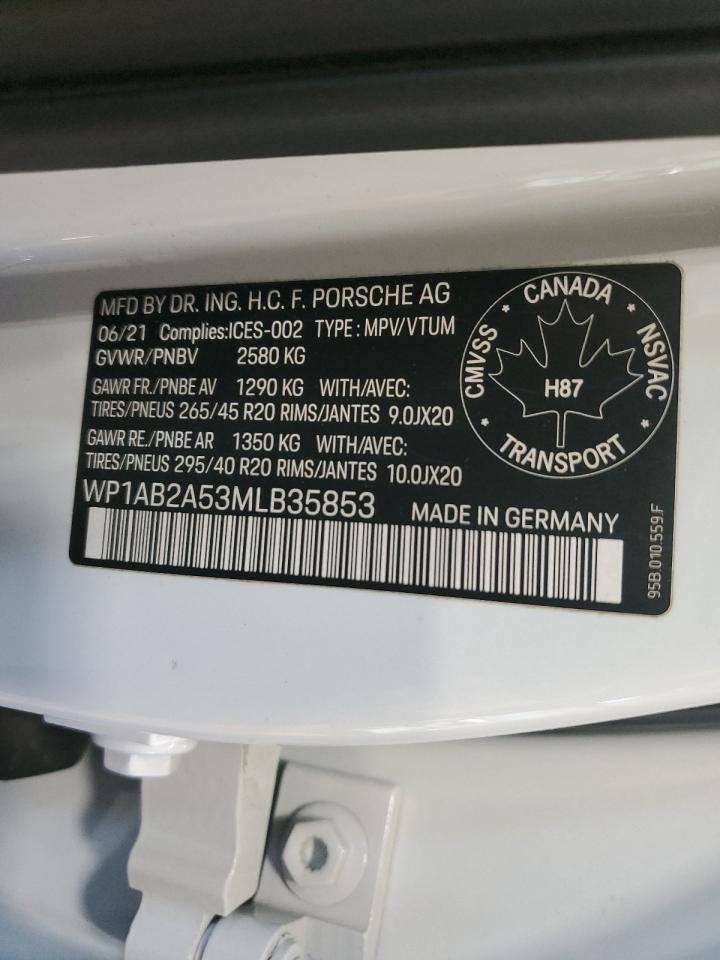 MFD BY DR. ING. H.C. F. PORSCHE AG
06/21 Complies:ICES-002 TYPE : MPV/VTUM
GVWR/PNBV 2580 KG
GAWR FR./PNBE AV 1290 KG WITH/AVEC:
TIRES/PNEUS 265/45 R20 RIMS/JANTES 9.0JX20
GAWR RE./PNBE AR 1350 KG WITH/AVEC:
TIRES/PNEUS 295/40 R20 RIMS/JANTES 10.0JX20
WP1AB2A53MLB35853 MADE IN GERMANY
CANADA
CMVSS
NSVAC
H87
TRANSPORT
95B.010.559.F